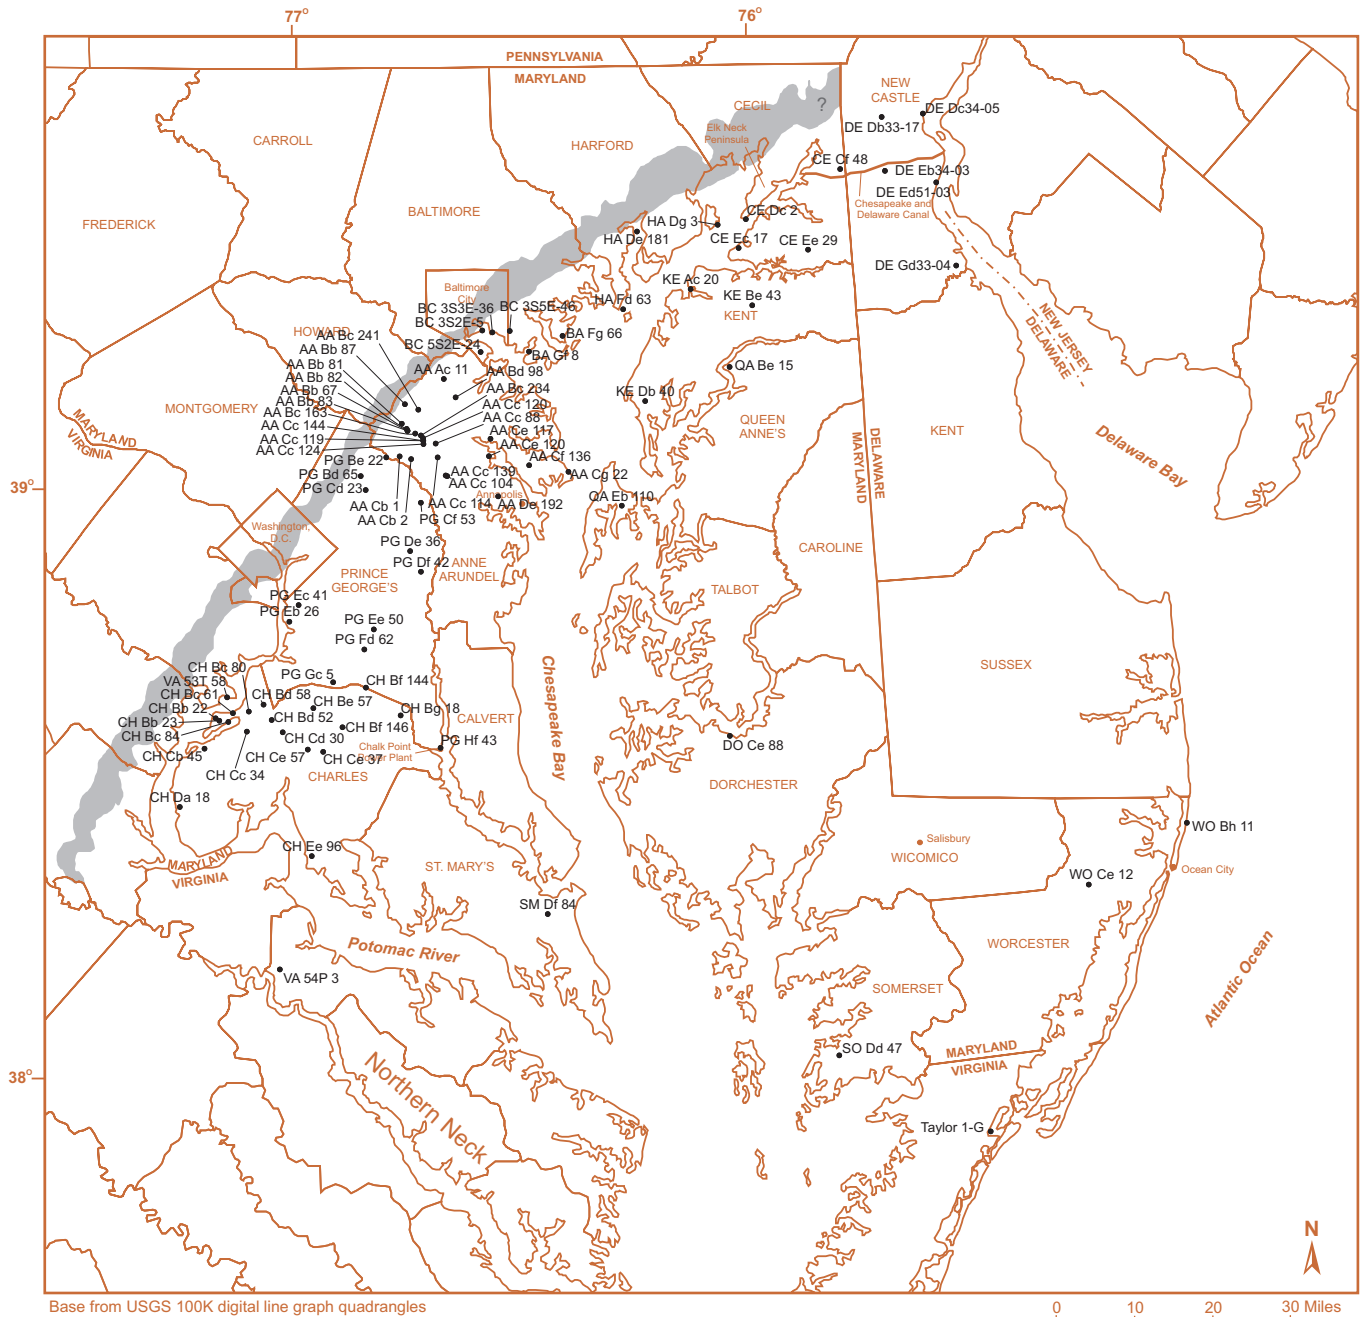 77°
76°
PENNSYLVANIA
MARYLAND
NEW
CASTLE
CECIL
?
DE Dc34-05
DE Db33-17
Elk Neck
Peninsula
CARROLL
HARFORD
CE Cf 48
DE Eb34-03
DE Ed51-03
Chesapeake and
Delaware Canal
BALTIMORE
FREDERICK
CE Dc 2
HA Dg 3
HA De 181
CE Ec 17
CE Ee 29
DE Gd33-04
KE Ac 20
Baltimore
City
HA Fd 63
KE Be 43
KENT
BC 3S3E-36
BC 3S5E-46
BC 3S2E-5
BC 5S2E-24
BA Fg 66
BA Gf 8
NEW JERSEY
DELAWARE
HOWARD
AA Bc 241
AA Bb 87
AA Bb 81
AA Bb 82
AA Bb 67
AA Bb 83
AA Bc 163
AA Cc 144
AA Cc 119
AA Cc 124
AA Ac 11
AA Bd 98
AA Bc 234
AA Cc 120
AA Cc 88
AA Ce 117
AA Ce 120
AA Cf 136
QA Be 15
KE Db 40
MONTGOMERY
QUEEN
ANNE'S
KENT
DELAWARE
MARYLAND
Delaware Bay
MARYLAND
VIRGINIA
PG Be 22
PG Bd 65
PG Cd 23
AA Cc 139
AA Cc 104
AA Cg 22
39°
Annapolis
AA Cb 1
AA Cb 2
AA Cc 114
AA De 192
PG Cf 53
QA Eb 110
Washington,
D.C.
PG De 36
PG Df 42
ANNE
ARUNDEL
CAROLINE
PRINCE
GEORGE'S
TALBOT
PG Ec 41
PG Eb 26
PG Ee 50
PG Fd 62
SUSSEX
CH Bc 80
VA 53T 58
CH Bc 61
CH Bb 22
CH Bb 23
CH Bc 84
CH Cb 45
PG Gc 5
CH Bf 144
CH Bd 58
CH Be 57
CH Bg 18
CH Bd 52
CH Bf 146
CH Cd 30
CALVERT
Chesapeake Bay
PG Hf 43
Chalk Point
Power Plant
CH Ce 57
CH Ce 37
CH Cc 34
CHARLES
DO Ce 88
DORCHESTER
CH Da 18
WO Bh 11
Salisbury
WICOMICO
CH Ee 96
MARYLAND
VIRGINIA
ST. MARY'S
Ocean City
WO Ce 12
SM Df 84
WORCESTER
Potomac River
VA 54P 3
SOMERSET
Atlantic Ocean
SO Dd 47
MARYLAND
VIRGINIA
38°
Northern Neck
Taylor 1-G
N
Base from USGS 100K digital line graph quadrangles
0 10 20 30 Miles